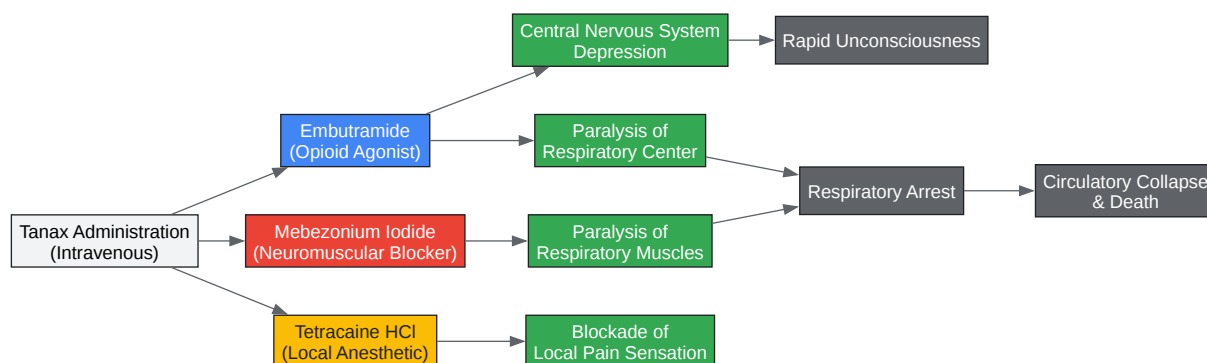 Central Nervous System
Depression
Rapid Unconsciousness
Embutramide
(Opioid Agonist)
Paralysis of
Respiratory Center
Respiratory Arrest
Circulatory Collapse
& Death
Tanax Administration
(Intravenous)
Mebezonium Iodide
(Neuromuscular Blocker)
Paralysis of
Respiratory Muscles
Tetracaine HCl
(Local Anesthetic)
Blockade of
Local Pain Sensation